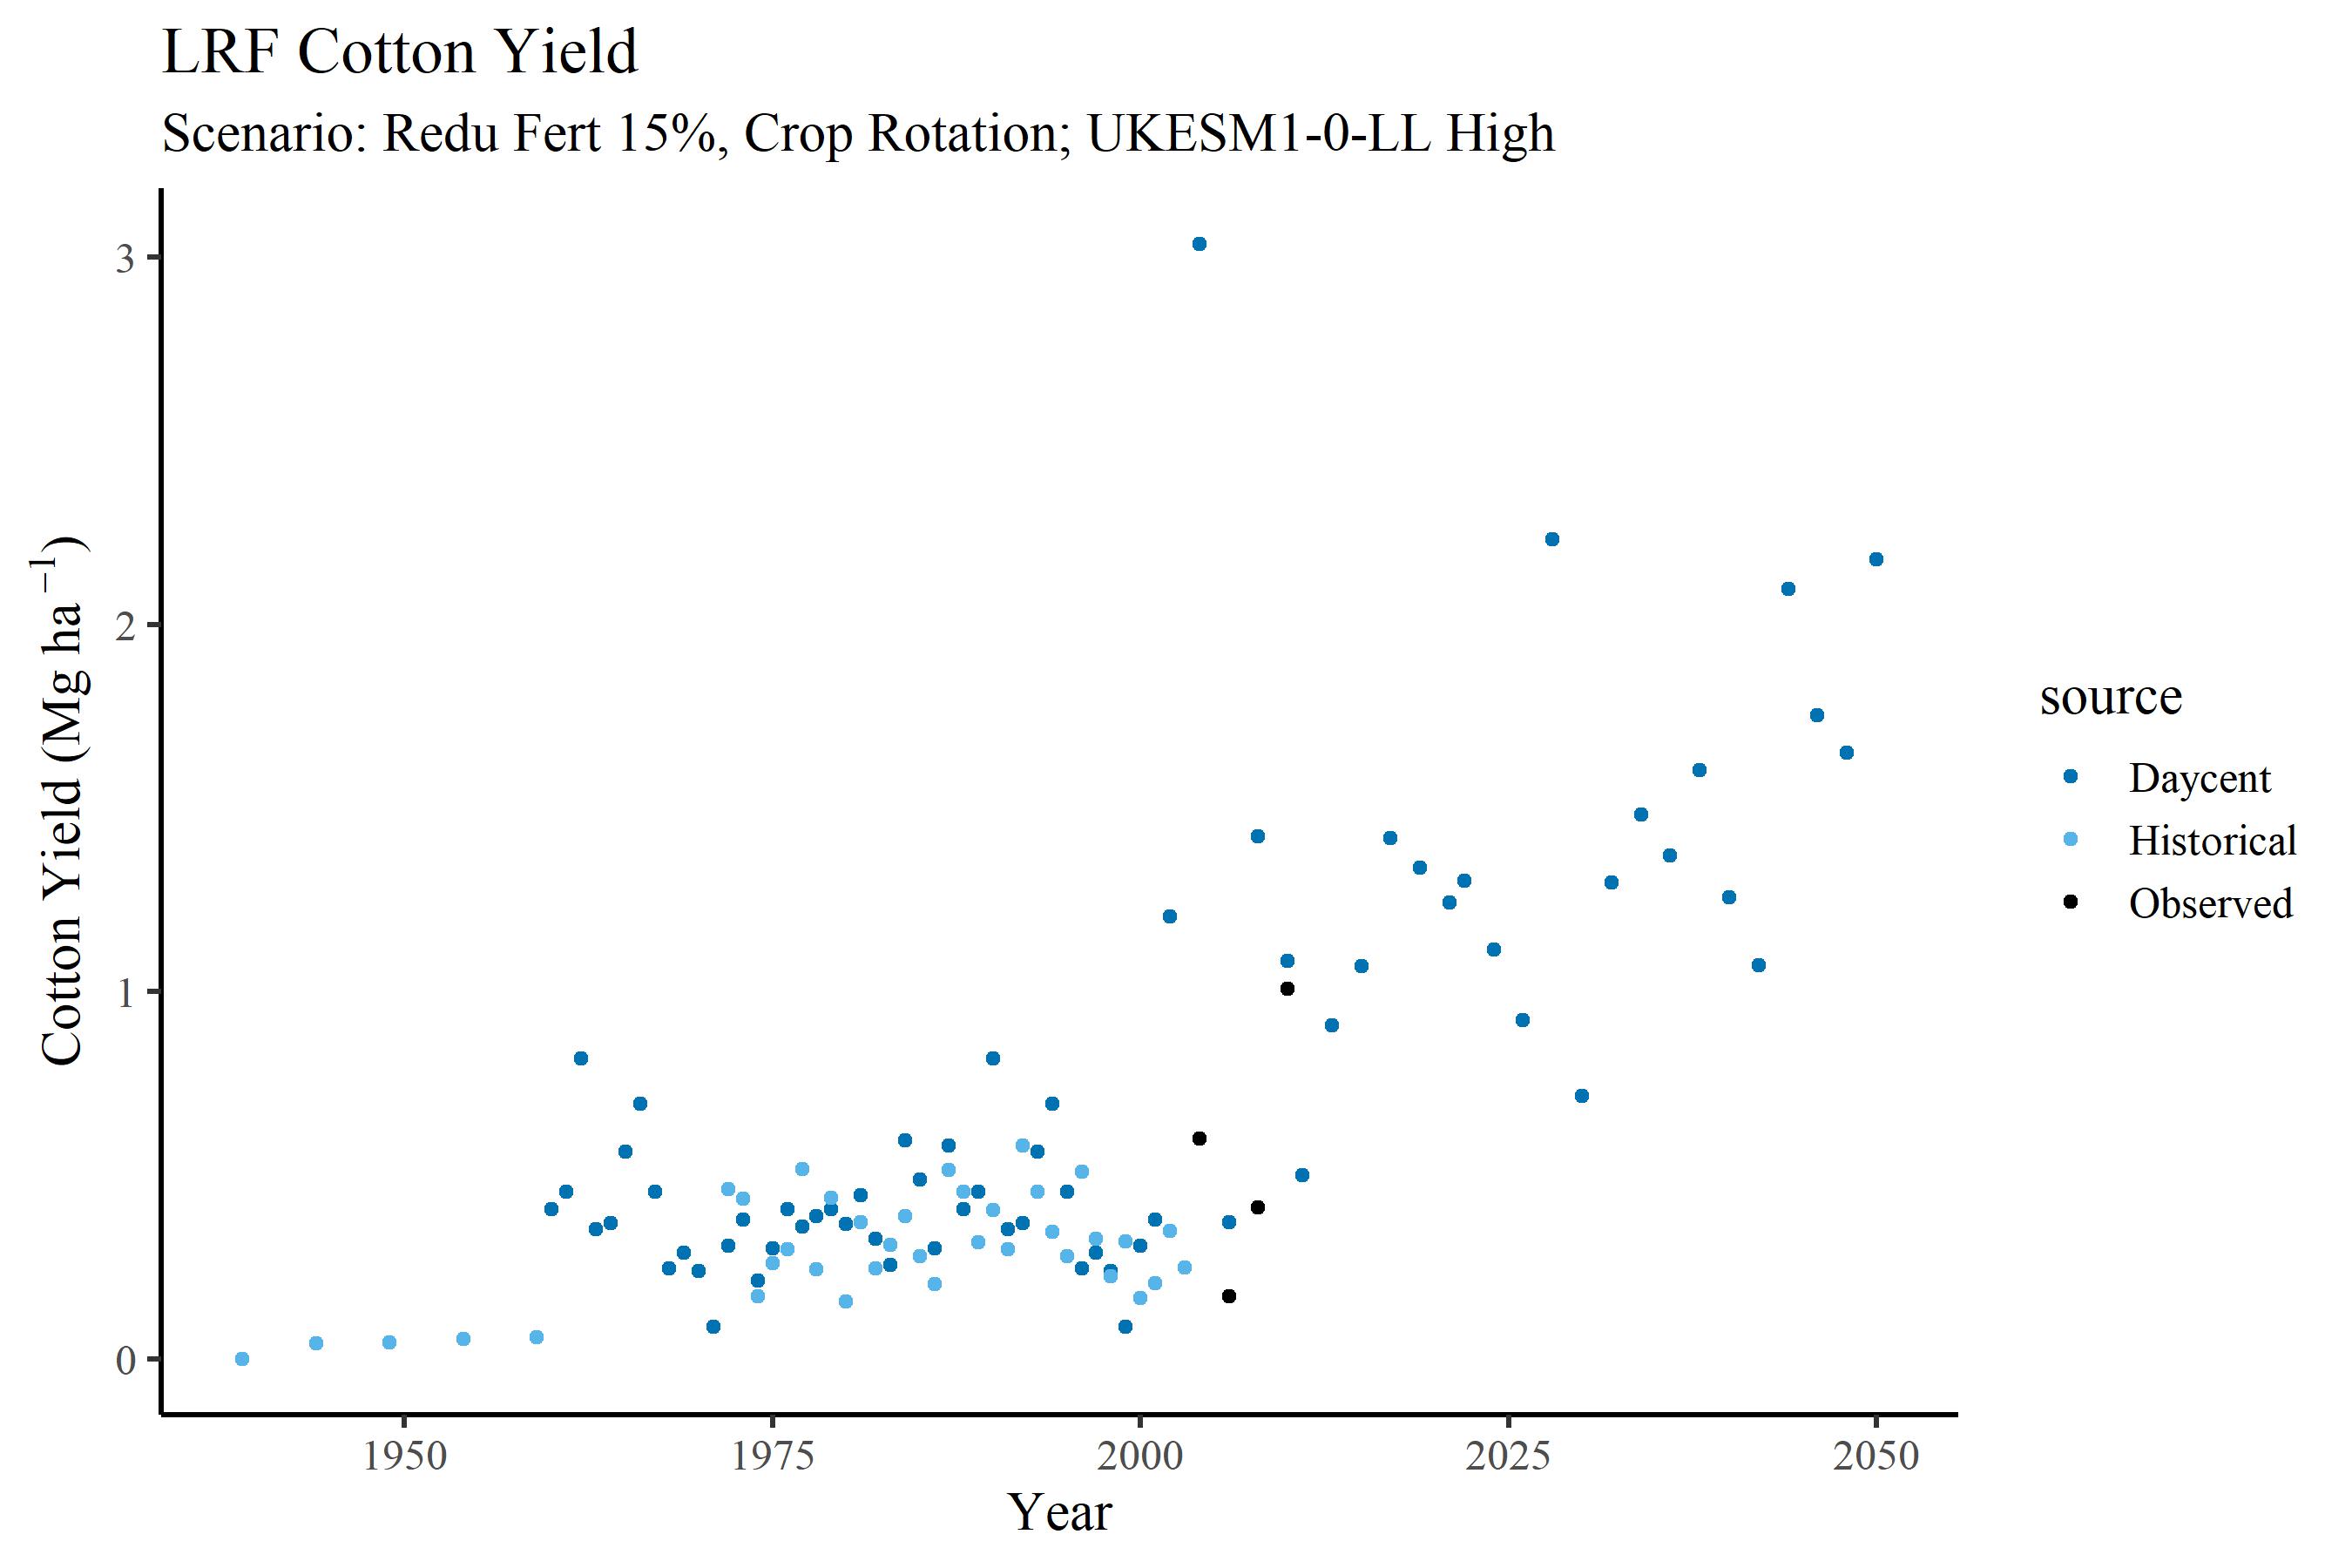 LRF Cotton Yield
Scenario: Redu Fert 15%, Crop Rotation; UKESM1-0-LL High
Cotton Yield (Mg ha⁻¹)
3
2
1
0
1950 1975 2000 2025 2050
Year
source
Daycent
Historical
Observed